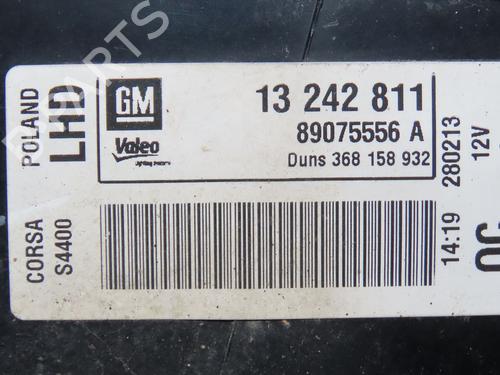 POLAND
LHD
CORSA
S4400
GM
Valeo
13 242 811
89075556 A
Duns 368 158 932
14:19 280213
12V